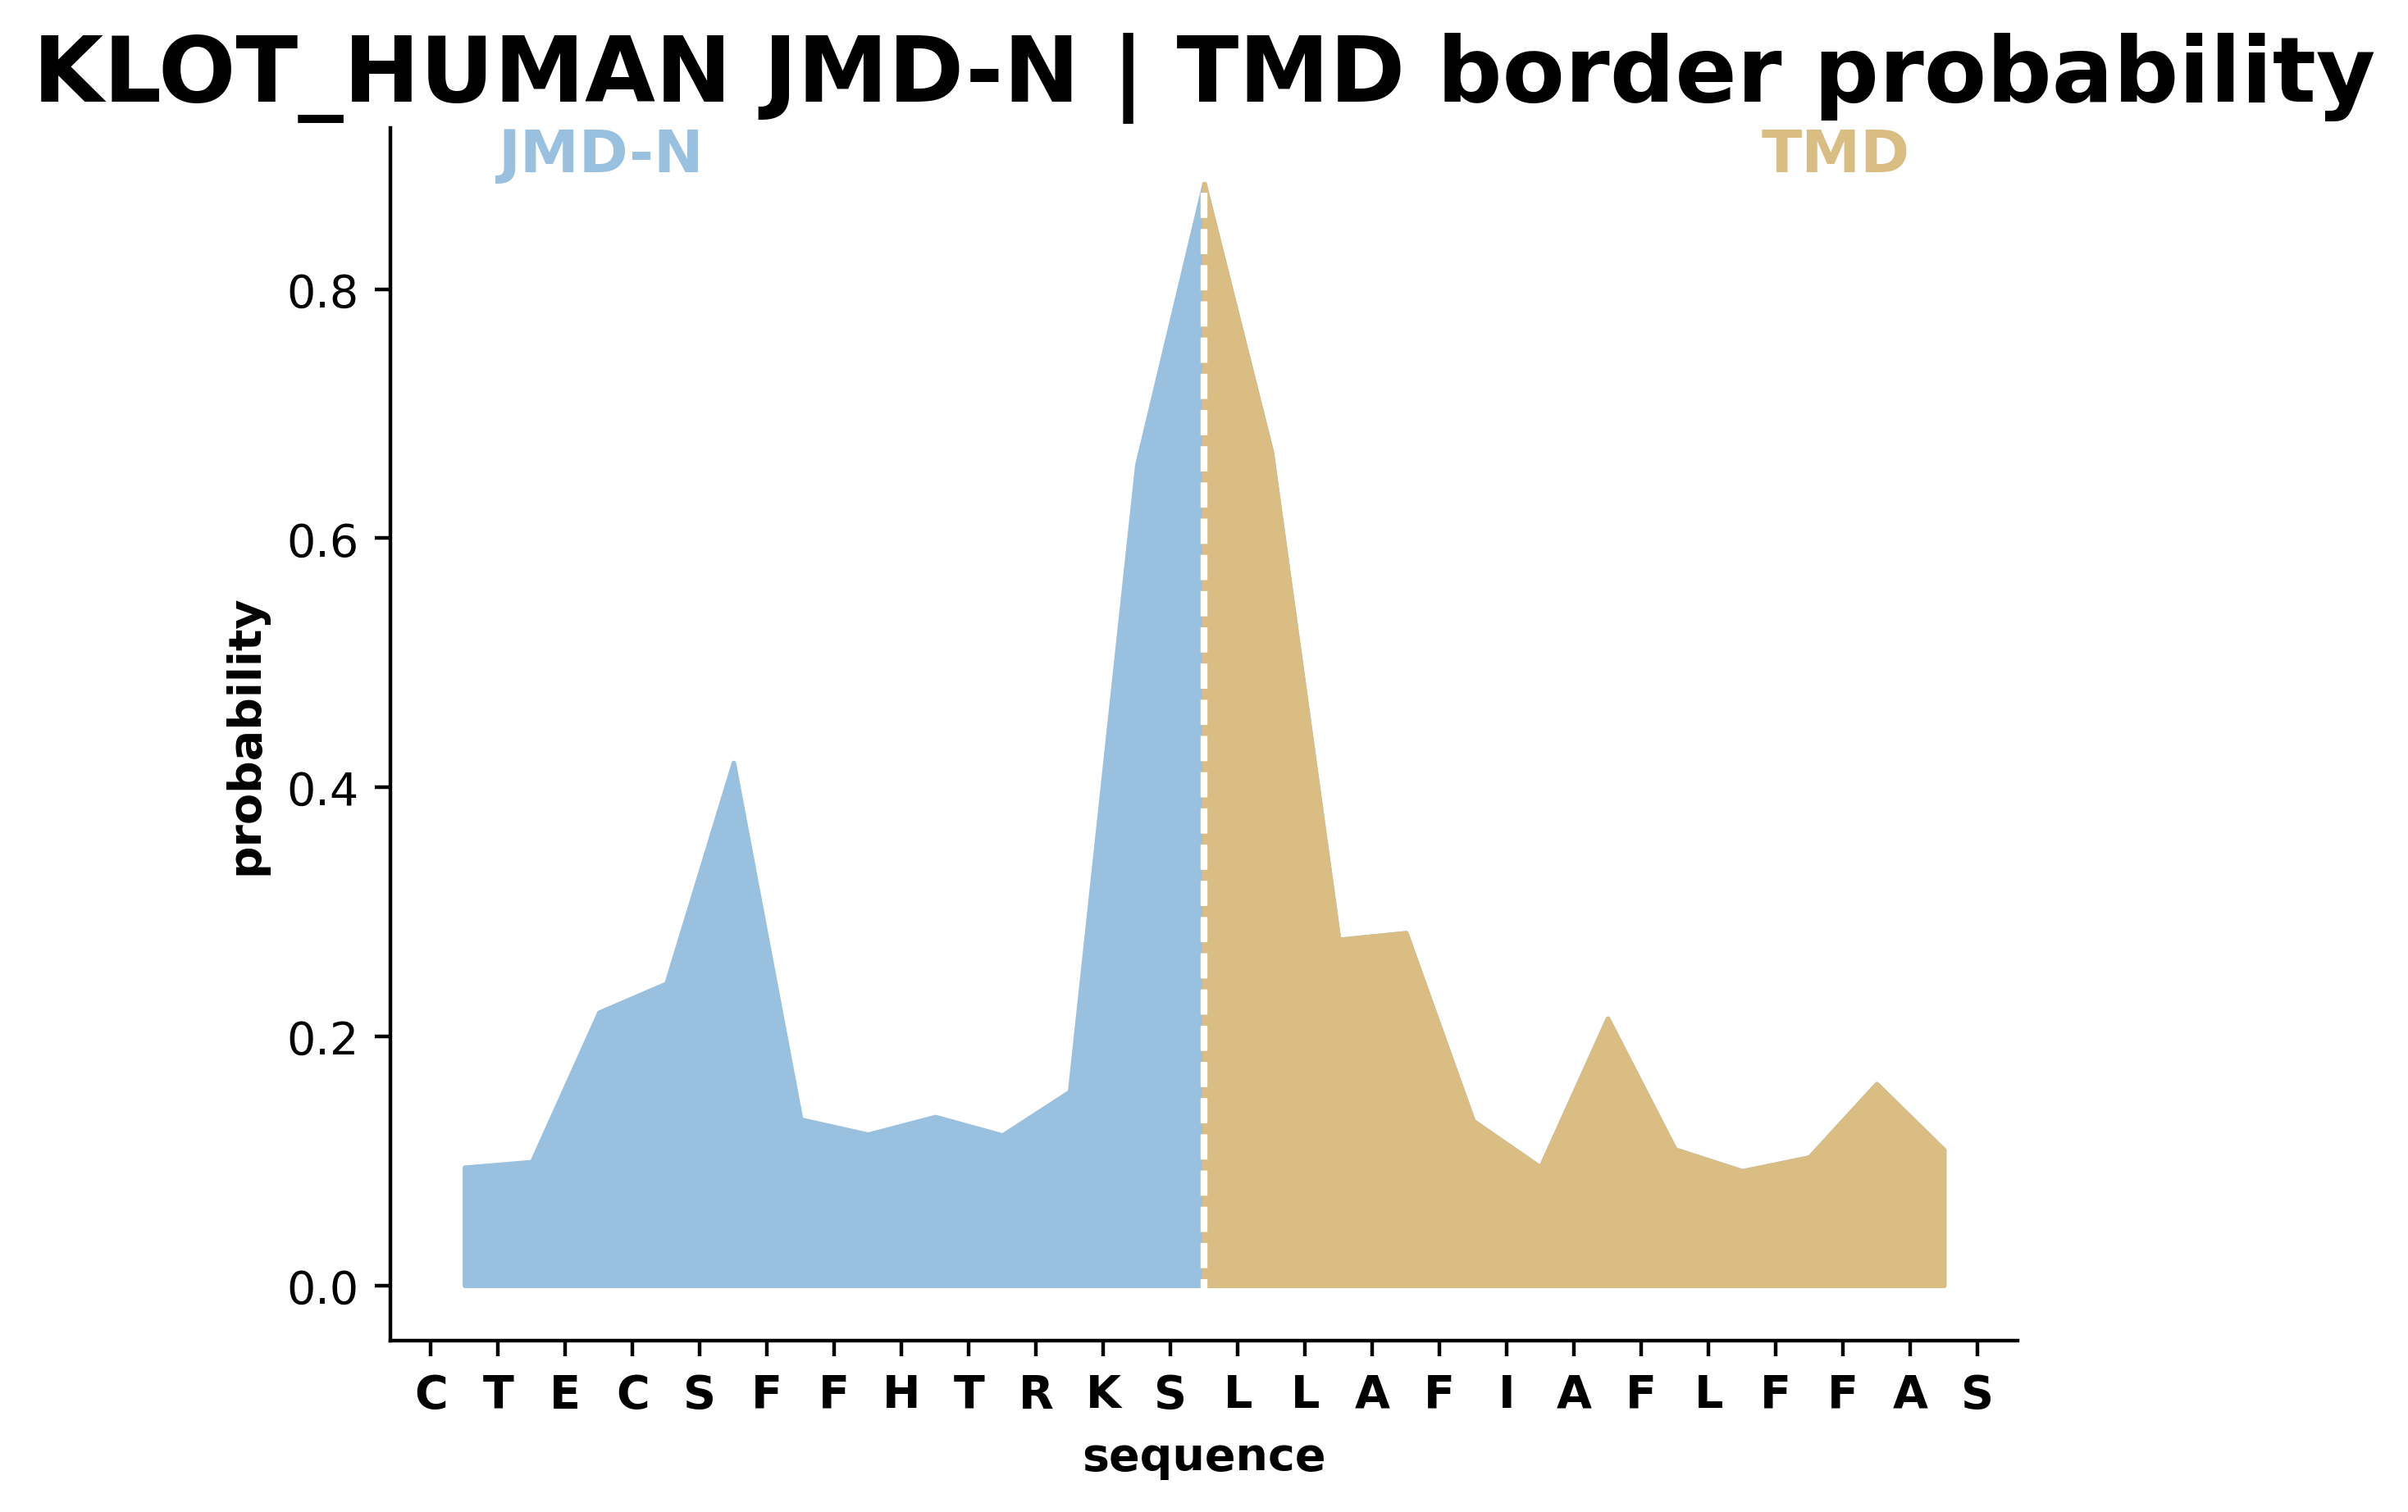 KLOT_HUMAN JMD-N | TMD border probability
JMD-N
TMD
probability
0.8
0.6
0.4
0.2
0.0
C T E C S F F H T R K S L L A F I A F L F F A S
sequence